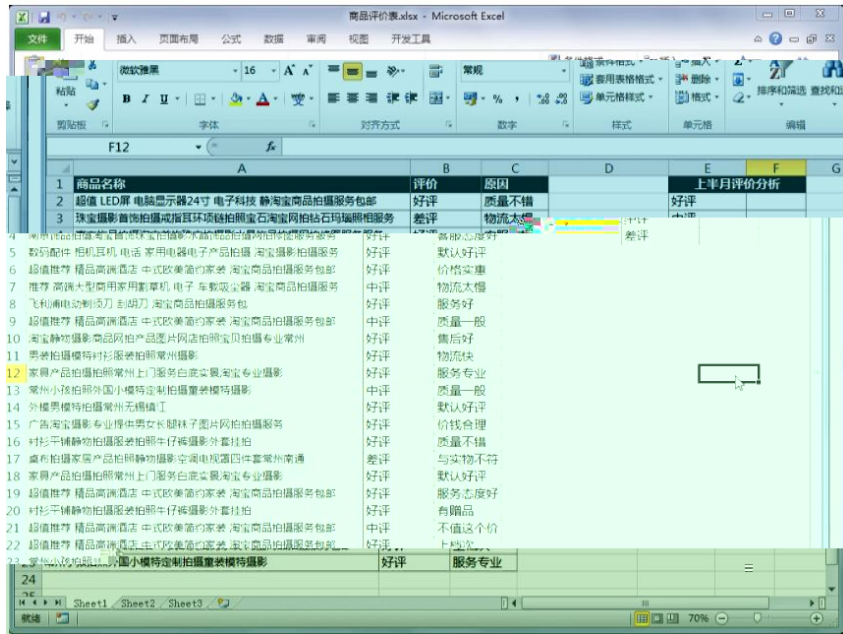 商品评价表.xlsx - Microsoft Excel
文件 开始 插入 页面布局 公式 数据 审阅 视图 开发工具
微软雅黑 16 常规 条件格式 插入
粘贴 套用表格格式 删除 排序和筛选
B I U A % 单元格样式 格式
剪贴板 字体 对齐方式 数字 样式 单元格 编辑
F12 fx
A B C D E F G
1 商品名称 评价 原因 上半月评价分析
2 超值 LED屏 电脑显示器24寸 电子科技 静淘宝商品拍摄服务包邮 好评 质量不错 好评
3 珠宝摄影首饰拍摄戒指耳环项链拍照宝石淘宝网拍钻石玛瑙照相服务 差评 物流太慢 中评
4 好评 客服态度好 差评
5 数码配件 相机耳机 电话 家用电器电子产品拍摄 淘宝摄影拍摄服务 好评 默认好评
6 超值推荐 精品高端酒店 中式欧美简约家装 淘宝商品拍摄服务包邮 好评 价格实惠
7 推荐 高端大型商用家用割草机 电子 车载吸尘器 淘宝商品拍摄服务 中评 物流太慢
8 飞利浦电动剃须刀 刮胡刀 淘宝商品拍摄服务包 好评 服务好
9 超值推荐 精品高端酒店 中式欧美简约家装 淘宝商品拍摄服务包邮 中评 质量一般
10 淘宝静物摄影商品网拍产品图片网店拍照宝贝拍摄专业常州 好评 售后好
11 男装拍摄模特衬衫服装拍照常州摄影 好评 物流快
12 家具产品拍摄拍照常州上门服务白底实景淘宝专业摄影 好评 服务专业
13 常州小孩拍照外国小模特定制拍摄童装模特摄影 中评 质量一般
14 外模男模特拍摄常州无锡镇江 好评 默认好评
15 广告淘宝摄影专业提供男女长腿袜子图片网拍拍摄服务 好评 价钱合理
16 衬衫平铺静物拍摄服装拍照牛仔裤摄影外套挂拍 好评 质量不错
17 桌布拍摄家居产品拍静物摄影空调电视罩四件套常州南通 差评 与实物不符
18 家具产品拍摄拍照常州上门服务白底实景淘宝专业摄影 好评 默认好评
19 超值推荐 精品高端酒店 中式欧美简约家装 淘宝商品拍摄服务包邮 好评 服务态度好
20 衬衫平铺静物拍摄服装拍照牛仔裤摄影外套挂拍 好评 有赠品
21 超值推荐 精品高端酒店 中式欧美简约家装 淘宝商品拍摄服务包邮 中评 不值这个价
22 超值推荐 精品高端酒店 中式欧美简约家装 淘宝商品拍摄服务包邮 好评 上档次
23 常州小孩拍照外国小模特定制拍摄童装模特摄影 好评 服务专业
24
25
Sheet1 Sheet2 Sheet3
就绪 70%